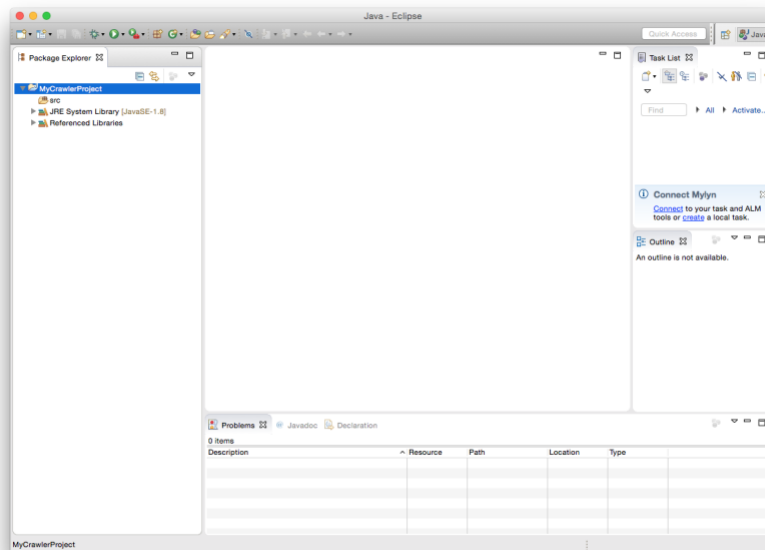 Java - Eclipse
Quick Access
Java
Package Explorer
MyCrawlerProject
src
JRE System Library [JavaSE-1.8]
Referenced Libraries
Task List
Find
All
Activate...
Connect Mylyn
Connect to your task and ALM
tools or create a local task.
Outline
An outline is not available.
Problems
Javadoc
Declaration
0 items
Description
Resource
Path
Location
Type
MyCrawlerProject